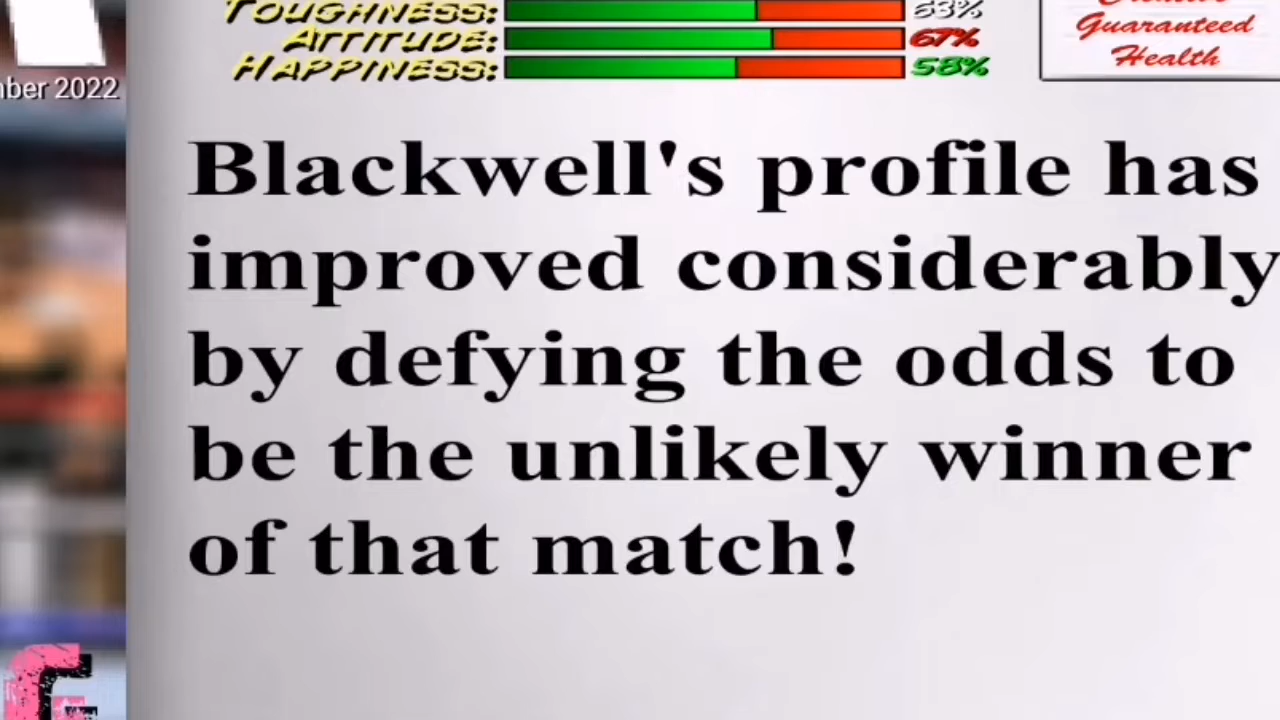 TOUGHNESS: 63%
ATTITUDE: 67%
HAPPINESS: 58%
Guaranteed
Health
mber 2022
Blackwell's profile has
improved considerably
by defying the odds to
be the unlikely winner
of that match!